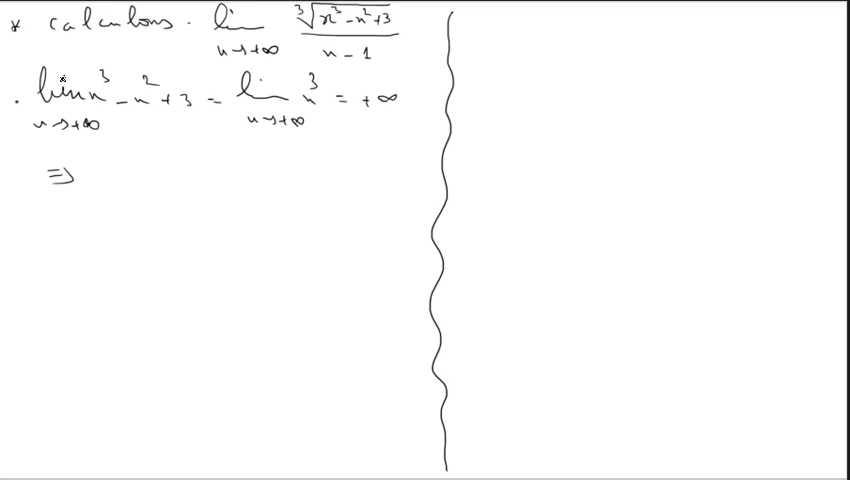 * calculons. lim ∛(x³ - x² + 3) / (x - 1)
x → +∞
. lim x³ - x² + 3 = lim x³ = +∞
x → +∞ x → +∞
⇒